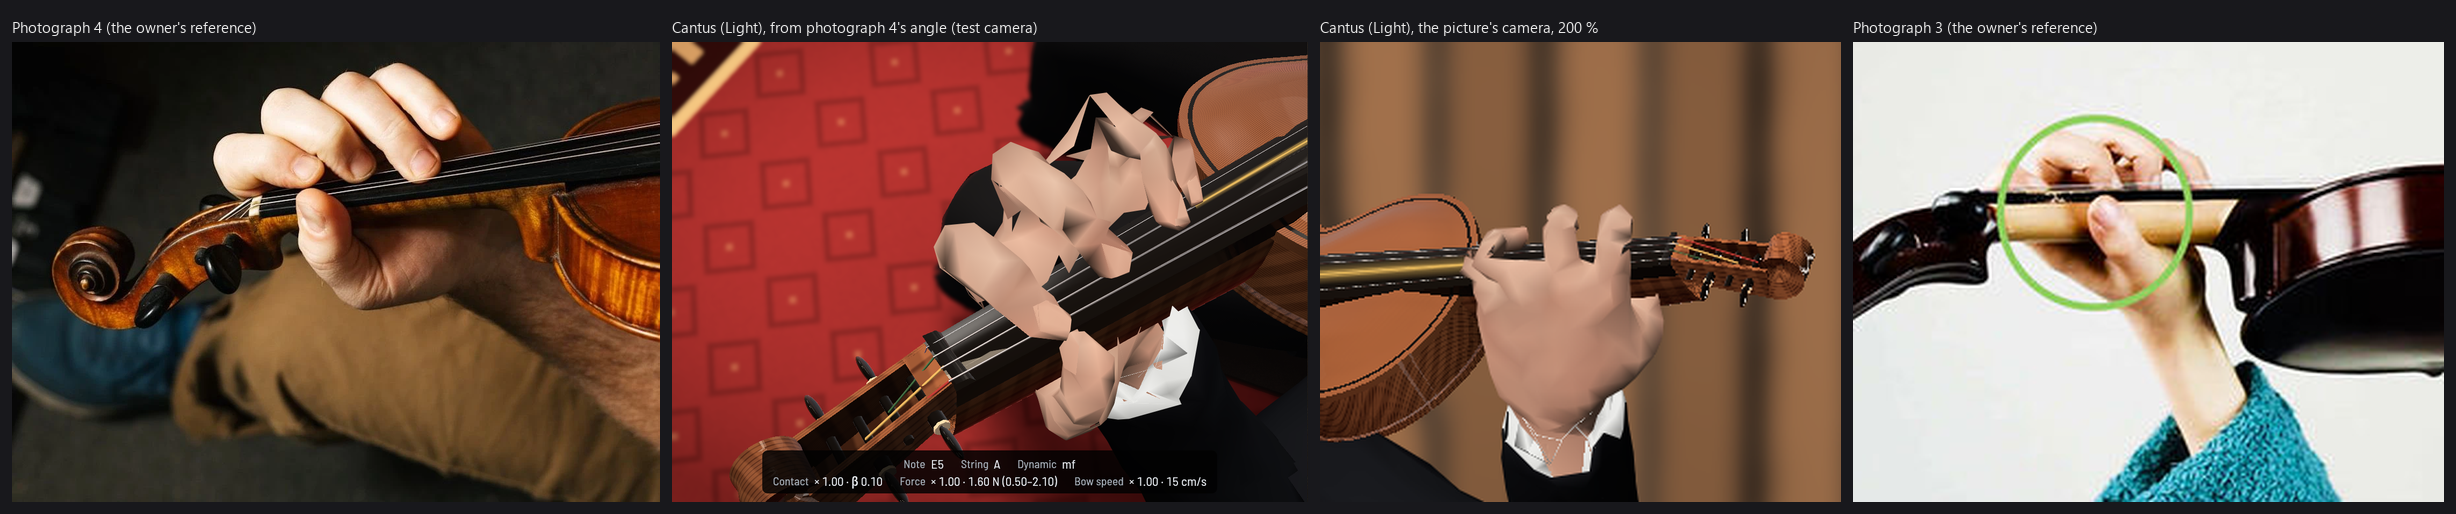 Photograph 4 (the owner's reference)
Cantus (Light), from photograph 4's angle (test camera)
Cantus (Light), the picture's camera, 200 %
Photograph 3 (the owner's reference)
Note E5 String A Dynamic mf
Contact × 1.00 · β 0.10 Force × 1.00 · 1.60 N (0.50–2.10) Bow speed × 1.00 · 15 cm/s